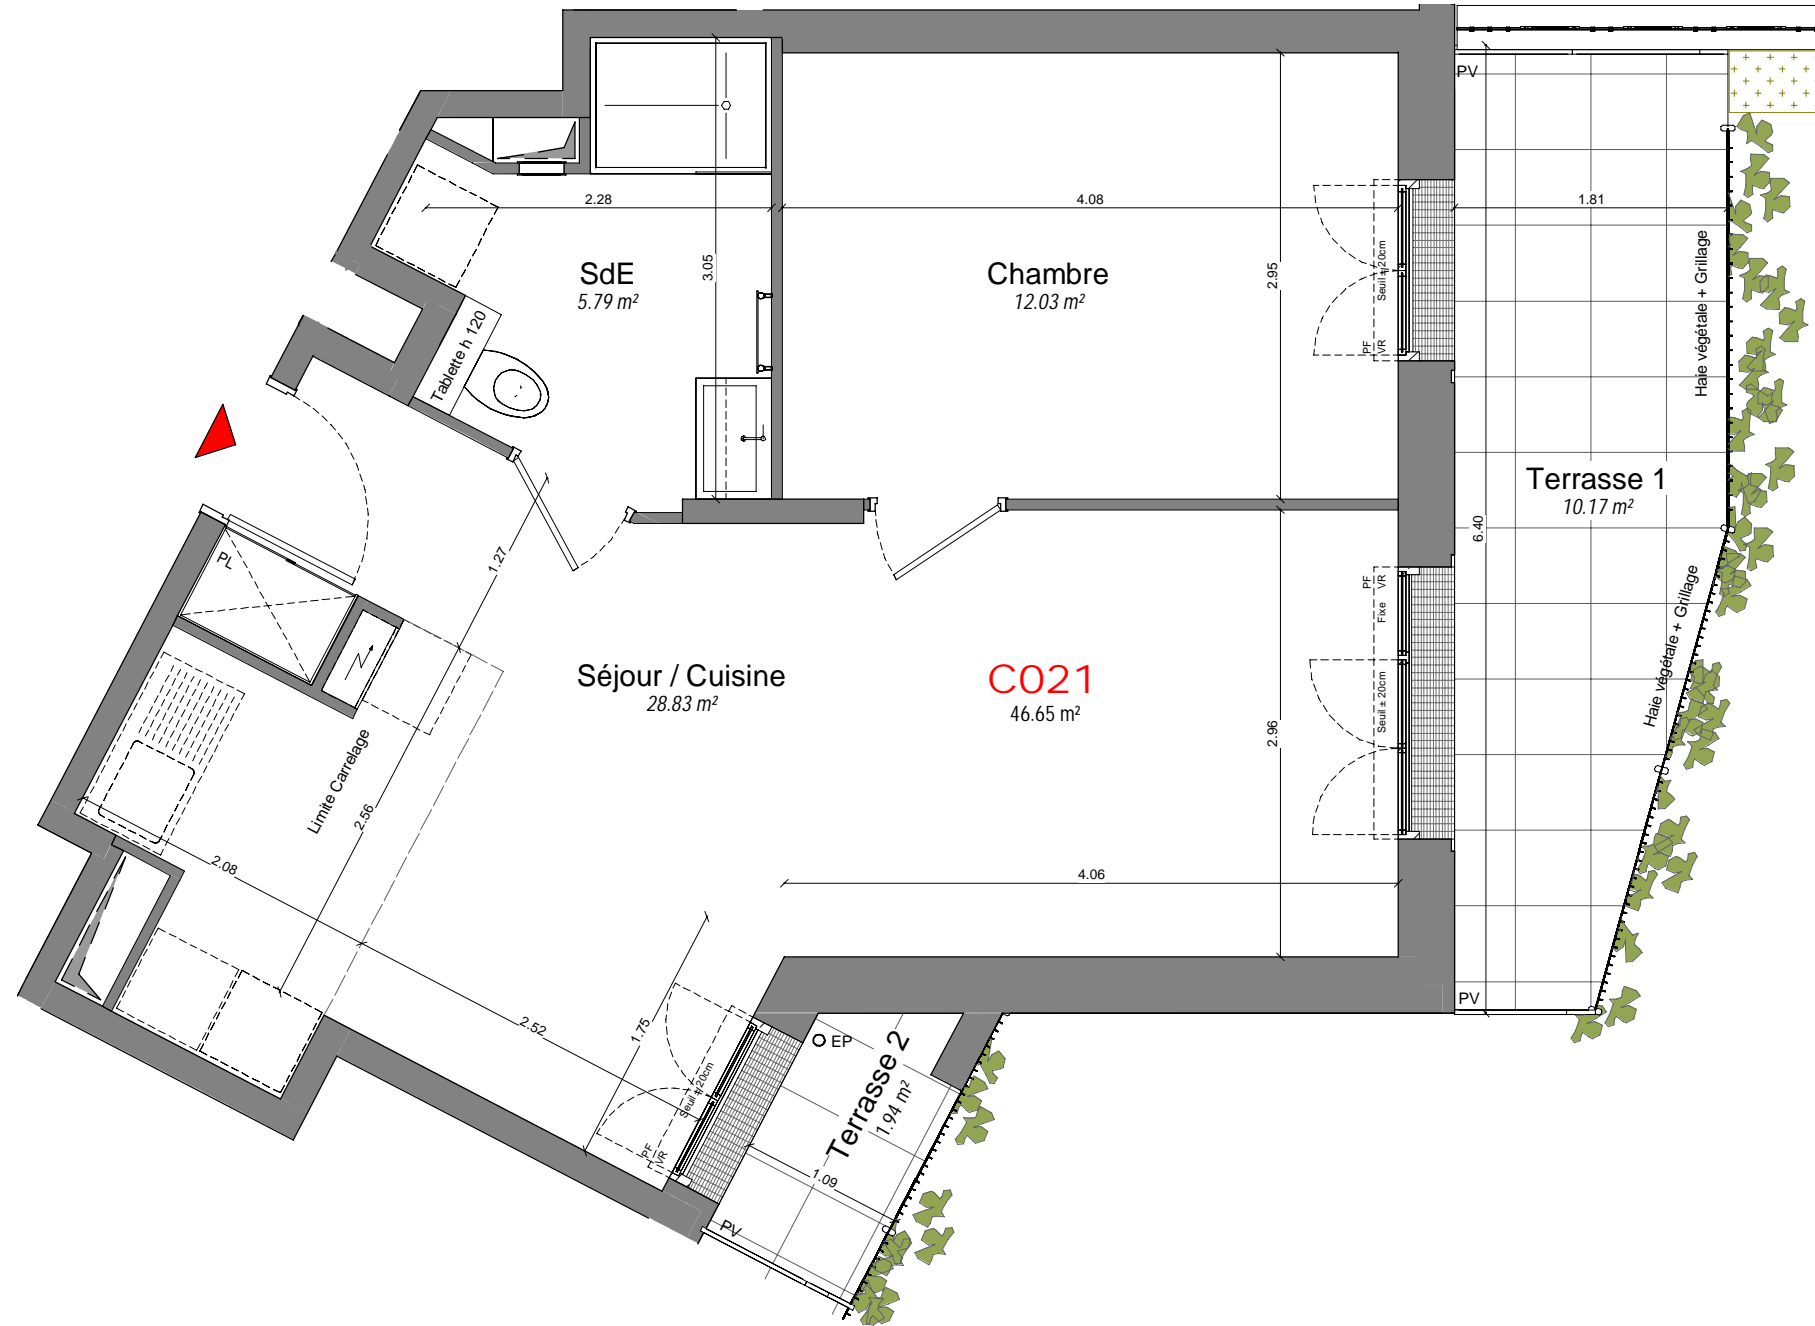 PV
2.28
4.08
1.81
SdE
5.79 m²
3.05
Chambre
12.03 m²
2.95
Seuil ± 20cm
PF
VR
Haie végétale + Grillage
Tablette h 120
Terrasse 1
10.17 m²
6.40
PL
1.27
Séjour / Cuisine
28.83 m²
C021
46.65 m²
2.96
PF
VR
Fixe
Seuil ± 20cm
Haie végétale + Grillage
Limite Carrelage
2.56
2.08
4.06
2.52
1.75
Seuil ± 20cm
PF
VR
EP
Terrasse 2
1.94 m²
1.09
PV
PV